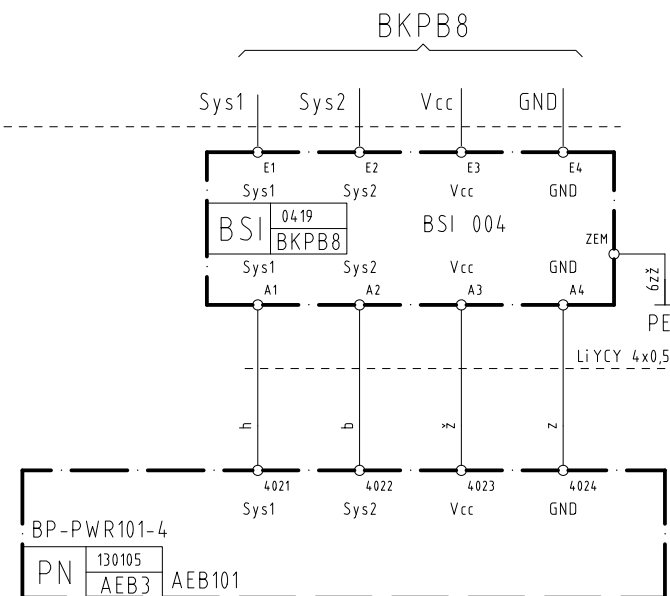 BKPB8
Sys1 Sys2 Vcc GND
E1 E2 E3 E4
Sys1 Sys2 Vcc GND
BSI 0419 BKPB8 BSI 004
ZEM
Sys1 Sys2 Vcc GND
A1 A2 A3 A4
6zž
PE
LiYCY 4x0,5
h b ž z
4021 4022 4023 4024
Sys1 Sys2 Vcc GND
BP-PWR101-4
PN 130105 AEB3 AEB101